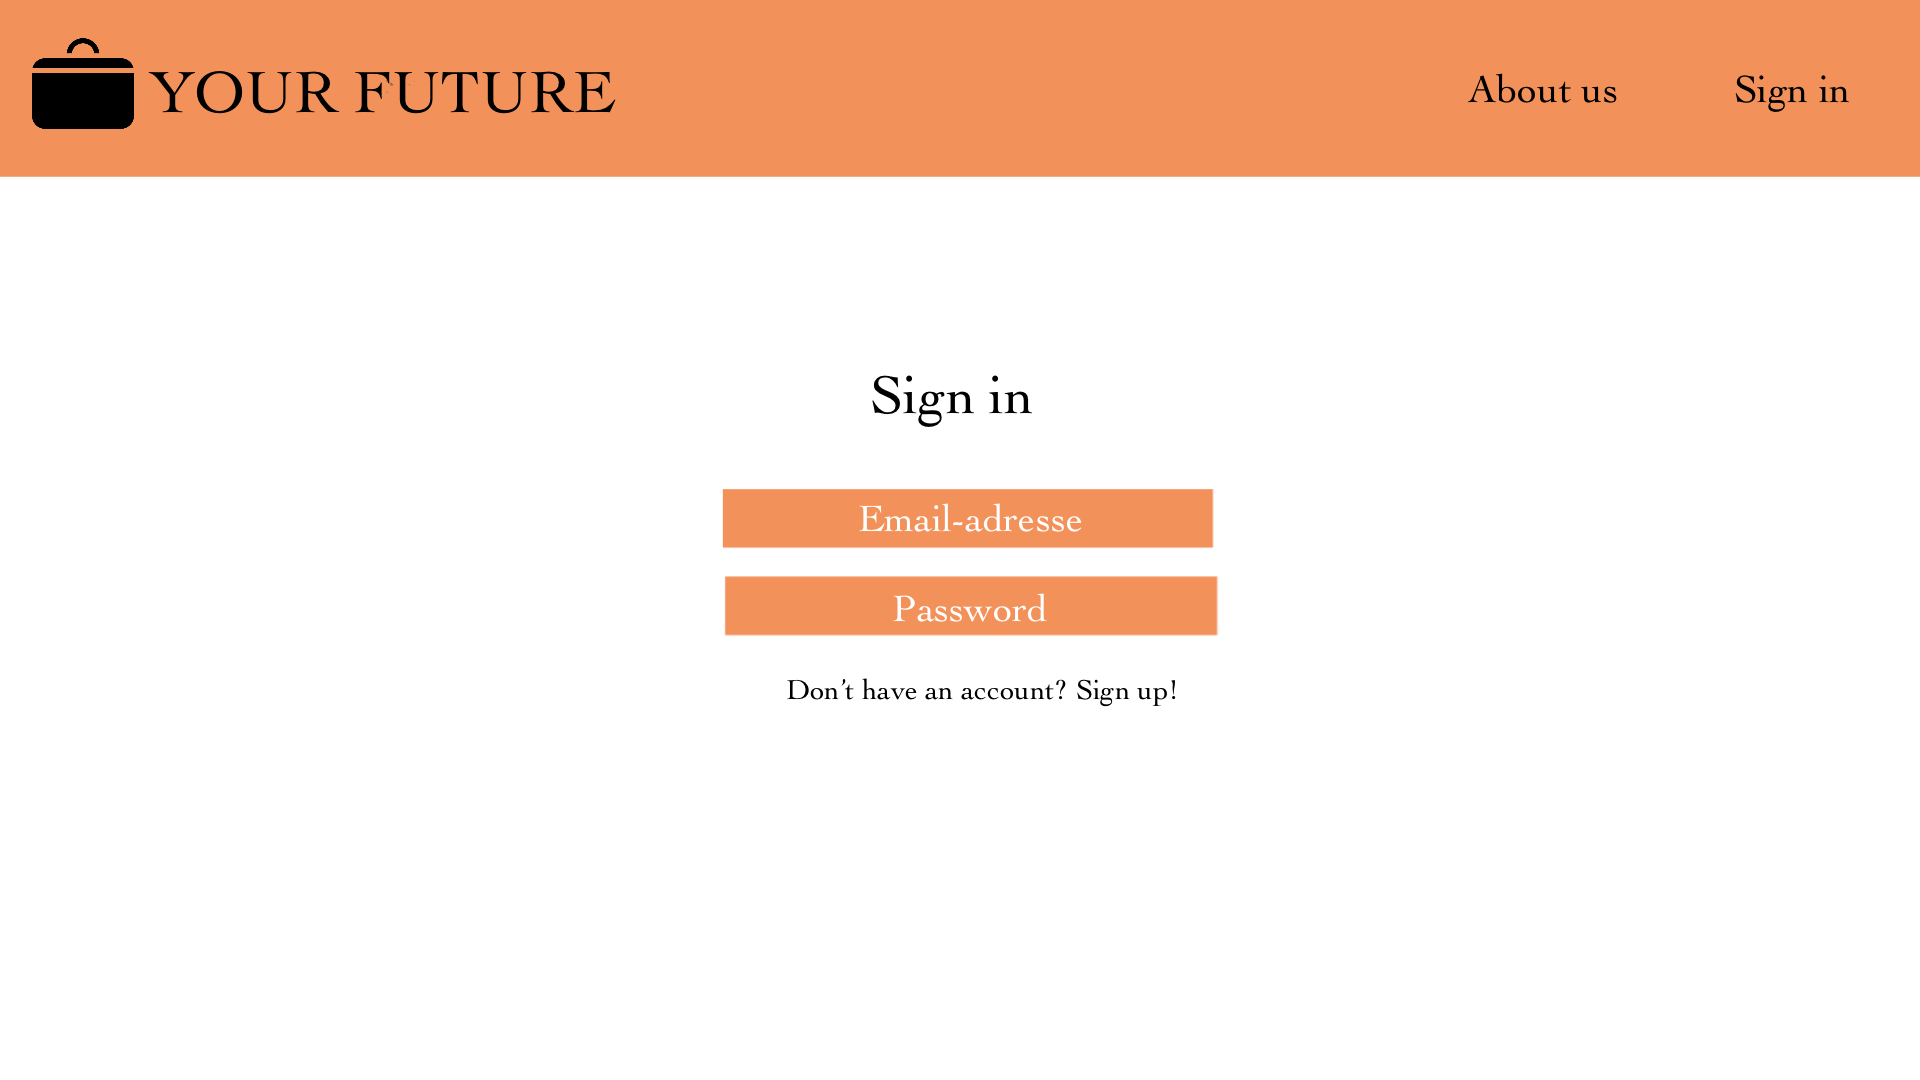 YOUR FUTURE
About us
Sign in
Sign in
Email-adresse
Password
Don't have an account? Sign up!